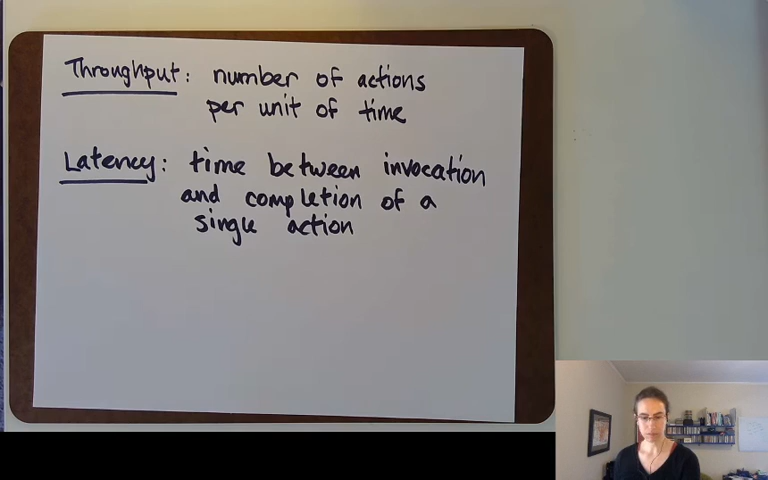 Throughput: number of actions
per unit of time
Latency: time between invocation
and completion of a
single action